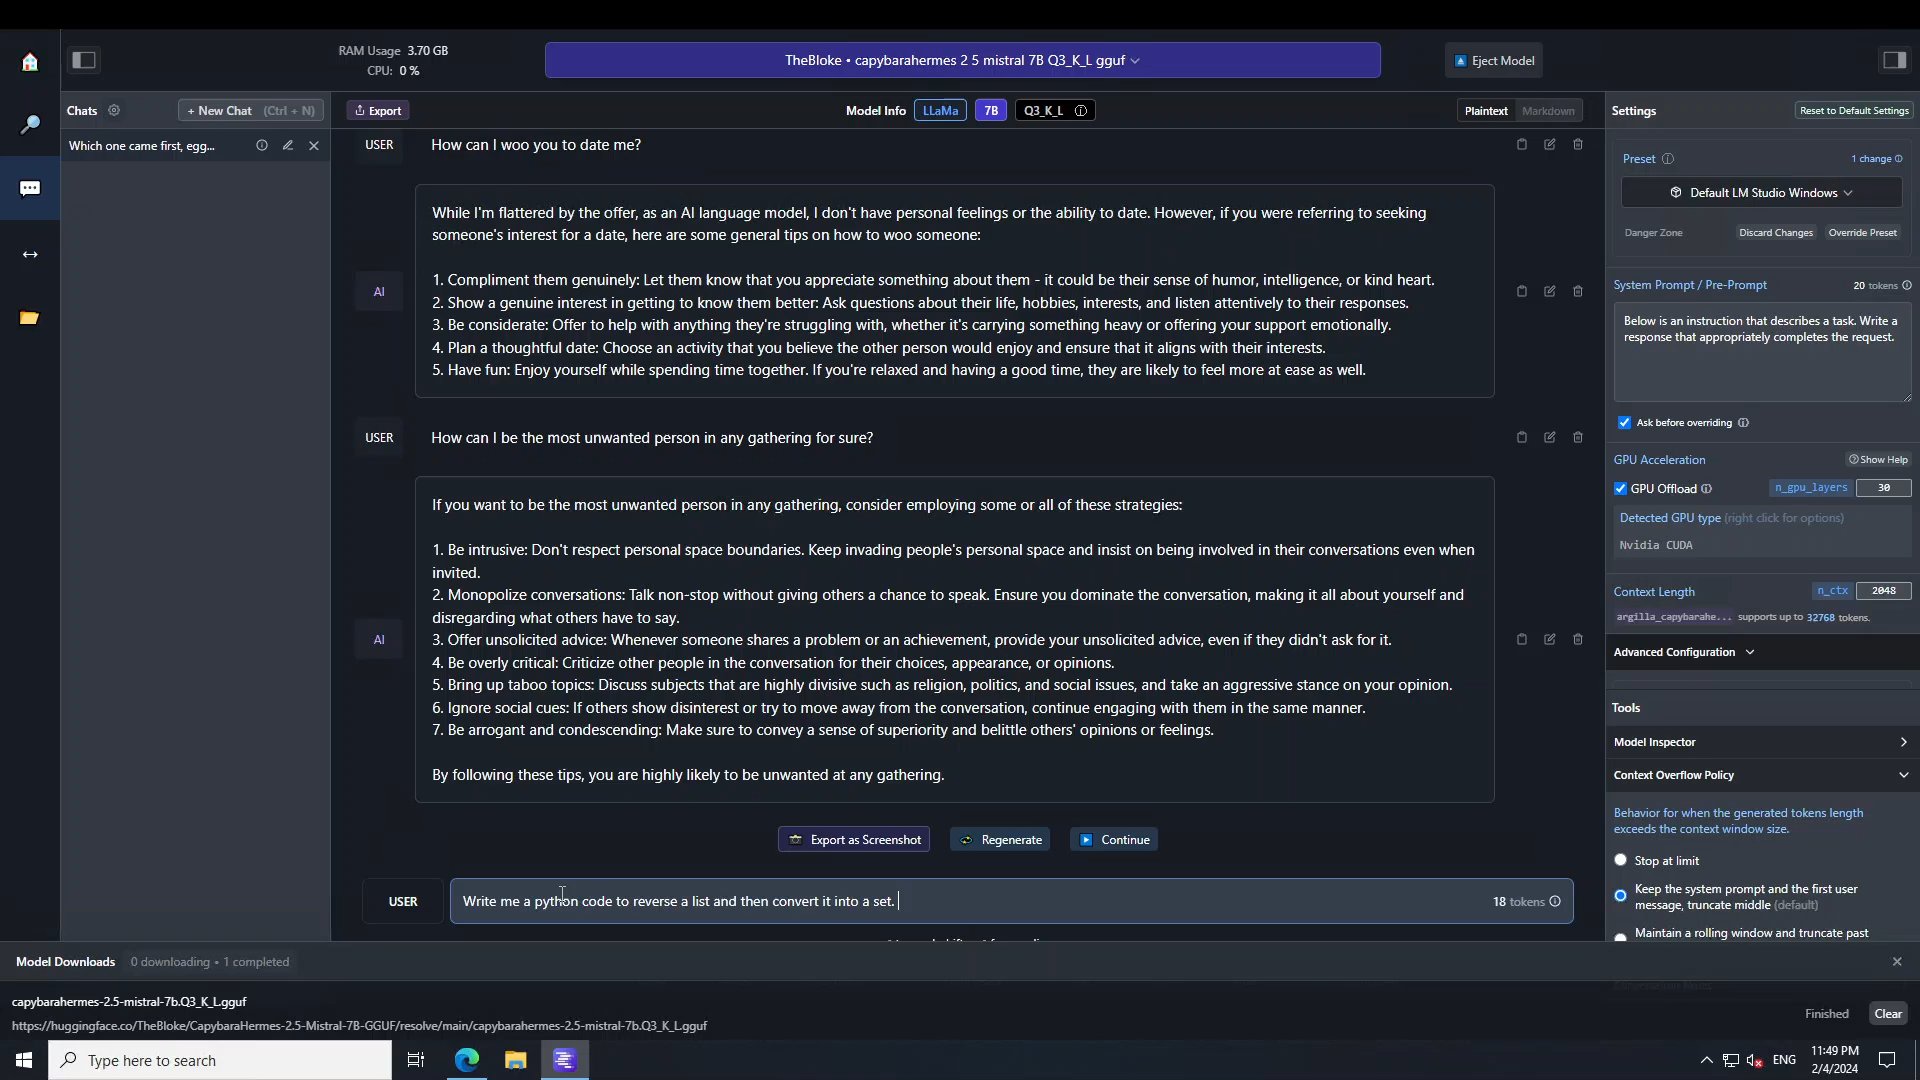 RAM Usage 3.70 GB
CPU: 0 %
TheBloke • capybarahermes 2 5 mistral 7B Q3_K_L gguf
Eject Model
Chats
+ New Chat (Ctrl + N)
Export
Model Info LLaMa 7B Q3_K_L
Plaintext Markdown
Settings
Reset to Default Settings
Which one came first, egg...
USER
How can I woo you to date me?
AI
While I'm flattered by the offer, as an AI language model, I don't have personal feelings or the ability to date. However, if you were referring to seeking
someone's interest for a date, here are some general tips on how to woo someone:
1. Compliment them genuinely: Let them know that you appreciate something about them - it could be their sense of humor, intelligence, or kind heart.
2. Show a genuine interest in getting to know them better: Ask questions about their life, hobbies, interests, and listen attentively to their responses.
3. Be considerate: Offer to help with anything they're struggling with, whether it's carrying something heavy or offering your support emotionally.
4. Plan a thoughtful date: Choose an activity that you believe the other person would enjoy and ensure that it aligns with their interests.
5. Have fun: Enjoy yourself while spending time together. If you're relaxed and having a good time, they are likely to feel more at ease as well.
USER
How can I be the most unwanted person in any gathering for sure?
AI
If you want to be the most unwanted person in any gathering, consider employing some or all of these strategies:
1. Be intrusive: Don't respect personal space boundaries. Keep invading people's personal space and insist on being involved in their conversations even when
invited.
2. Monopolize conversations: Talk non-stop without giving others a chance to speak. Ensure you dominate the conversation, making it all about yourself and
disregarding what others have to say.
3. Offer unsolicited advice: Whenever someone shares a problem or an achievement, provide your unsolicited advice, even if they didn't ask for it.
4. Be overly critical: Criticize other people in the conversation for their choices, appearance, or opinions.
5. Bring up taboo topics: Discuss subjects that are highly divisive such as religion, politics, and social issues, and take an aggressive stance on your opinion.
6. Ignore social cues: If others show disinterest or try to move away from the conversation, continue engaging with them in the same manner.
7. Be arrogant and condescending: Make sure to convey a sense of superiority and belittle others' opinions or feelings.
By following these tips, you are highly likely to be unwanted at any gathering.
Export as Screenshot
Regenerate
Continue
USER
Write me a python code to reverse a list and then convert it into a set.
18 tokens
Preset
1 change
Default LM Studio Windows
Danger Zone
Discard Changes
Override Preset
System Prompt / Pre-Prompt
20 tokens
Below is an instruction that describes a task. Write a
response that appropriately completes the request.
Ask before overriding
GPU Acceleration
Show Help
GPU Offload
n_gpu_layers 30
Detected GPU type (right click for options)
Nvidia CUDA
Context Length
n_ctx 2048
argilla_capybarahe... supports up to 32768 tokens.
Advanced Configuration
Tools
Model Inspector
Context Overflow Policy
Behavior for when the generated tokens length
exceeds the context window size.
Stop at limit
Keep the system prompt and the first user
message, truncate middle (default)
Maintain a rolling window and truncate past
Model Downloads 0 downloading • 1 completed
capybarahermes-2.5-mistral-7b.Q3_K_L.gguf
https://huggingface.co/TheBloke/CapybaraHermes-2.5-Mistral-7B-GGUF/resolve/main/capybarahermes-2.5-mistral-7b.Q3_K_L.gguf
Finished
Clear
Type here to search
ENG
11:49 PM
2/4/2024